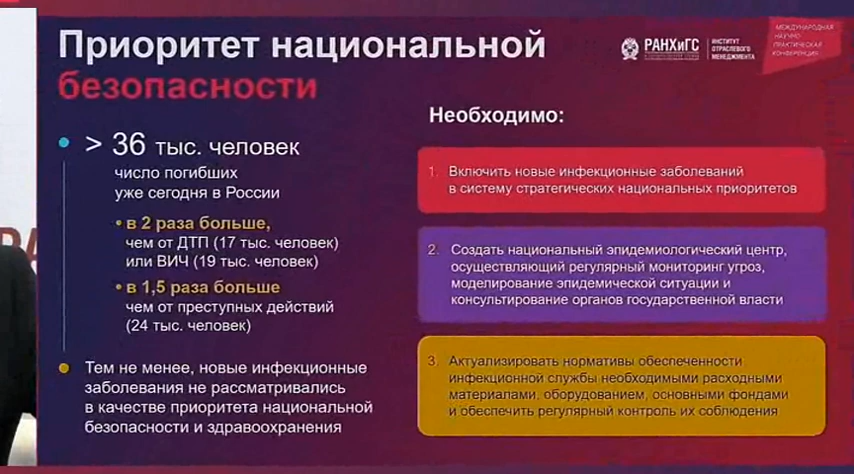 Приоритет национальной
безопасности
РАНХиГС
ИНСТИТУТ
ОТРАСЛЕВОГО
МЕНЕДЖМЕНТА
МЕЖДУНАРОДНАЯ
НАУЧНО-
ПРАКТИЧЕСКАЯ
КОНФЕРЕНЦИЯ
> 36 тыс. человек
число погибших
уже сегодня в России
• в 2 раза больше,
чем от ДТП (17 тыс. человек)
или ВИЧ (19 тыс. человек)
• в 1,5 раза больше
чем от преступных действий
(24 тыс. человек)
Тем не менее, новые инфекционные
заболевания не рассматривались
в качестве приоритета национальной
безопасности и здравоохранения
Необходимо:
1. Включить новые инфекционные заболеваний
в систему стратегических национальных приоритетов
2. Создать национальный эпидемиологический центр,
осуществляющий регулярный мониторинг угроз,
моделирование эпидемической ситуации и
консультирование органов государственной власти
3. Актуализировать нормативы обеспеченности
инфекционной службы необходимыми расходными
материалами, оборудованием, основными фондами
и обеспечить регулярный контроль их соблюдения